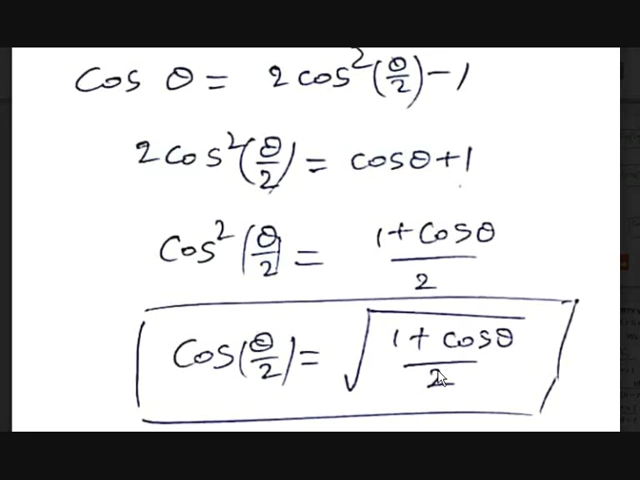 Cos θ = 2cos²(θ/2) - 1
2cos²(θ/2) = cosθ + 1
Cos²(θ/2) = (1 + cosθ)/2
Cos(θ/2) = √((1 + cosθ)/2)